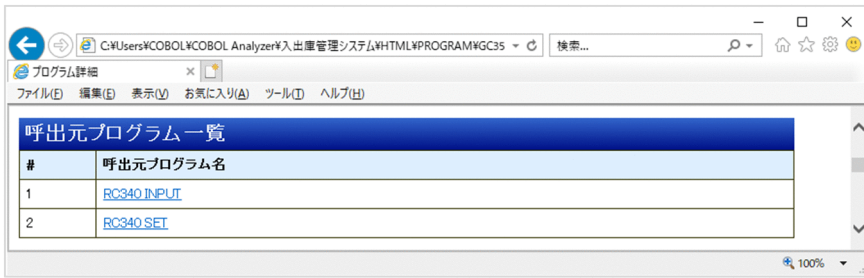 C:¥Users¥COBOL¥COBOL Analyzer¥入出庫管理システム¥HTML¥PROGRAM¥GC35
検索...
プログラム詳細
ファイル(F) 編集(E) 表示(V) お気に入り(A) ツール(T) ヘルプ(H)
呼出元プログラム一覧
# 呼出元プログラム名
1 RC340 INPUT
2 RC340 SET
100%